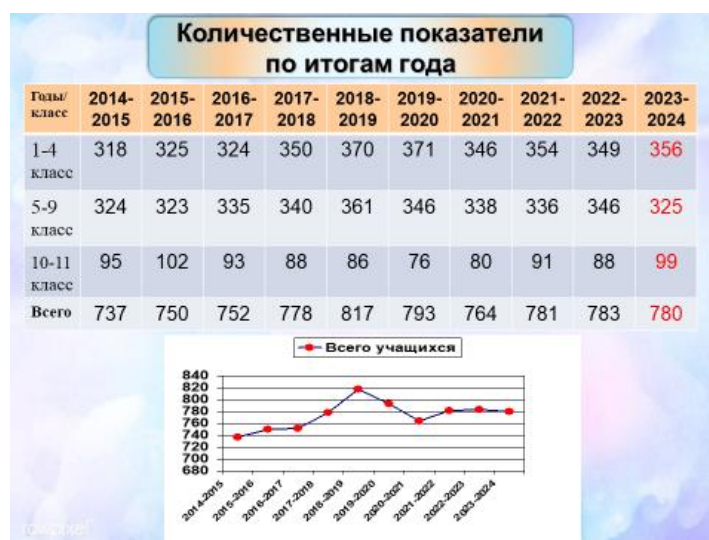 Количественные показатели
по итогам года
Годы/ класс 2014-2015 2015-2016 2016-2017 2017-2018 2018-2019 2019-2020 2020-2021 2021-2022 2022-2023 2023-2024
1-4 класс 318 325 324 350 370 371 346 354 349 356
5-9 класс 324 323 335 340 361 346 338 336 346 325
10-11 класс 95 102 93 88 86 76 80 91 88 99
Всего 737 750 752 778 817 793 764 781 783 780
Всего учащихся
840
820
800
780
760
740
720
700
680
2014-2015 2015-2016 2016-2017 2017-2019 2018-2019 2019-2020 2020-2021 2021-2022 2022-2023 2023-2024
rawpixel